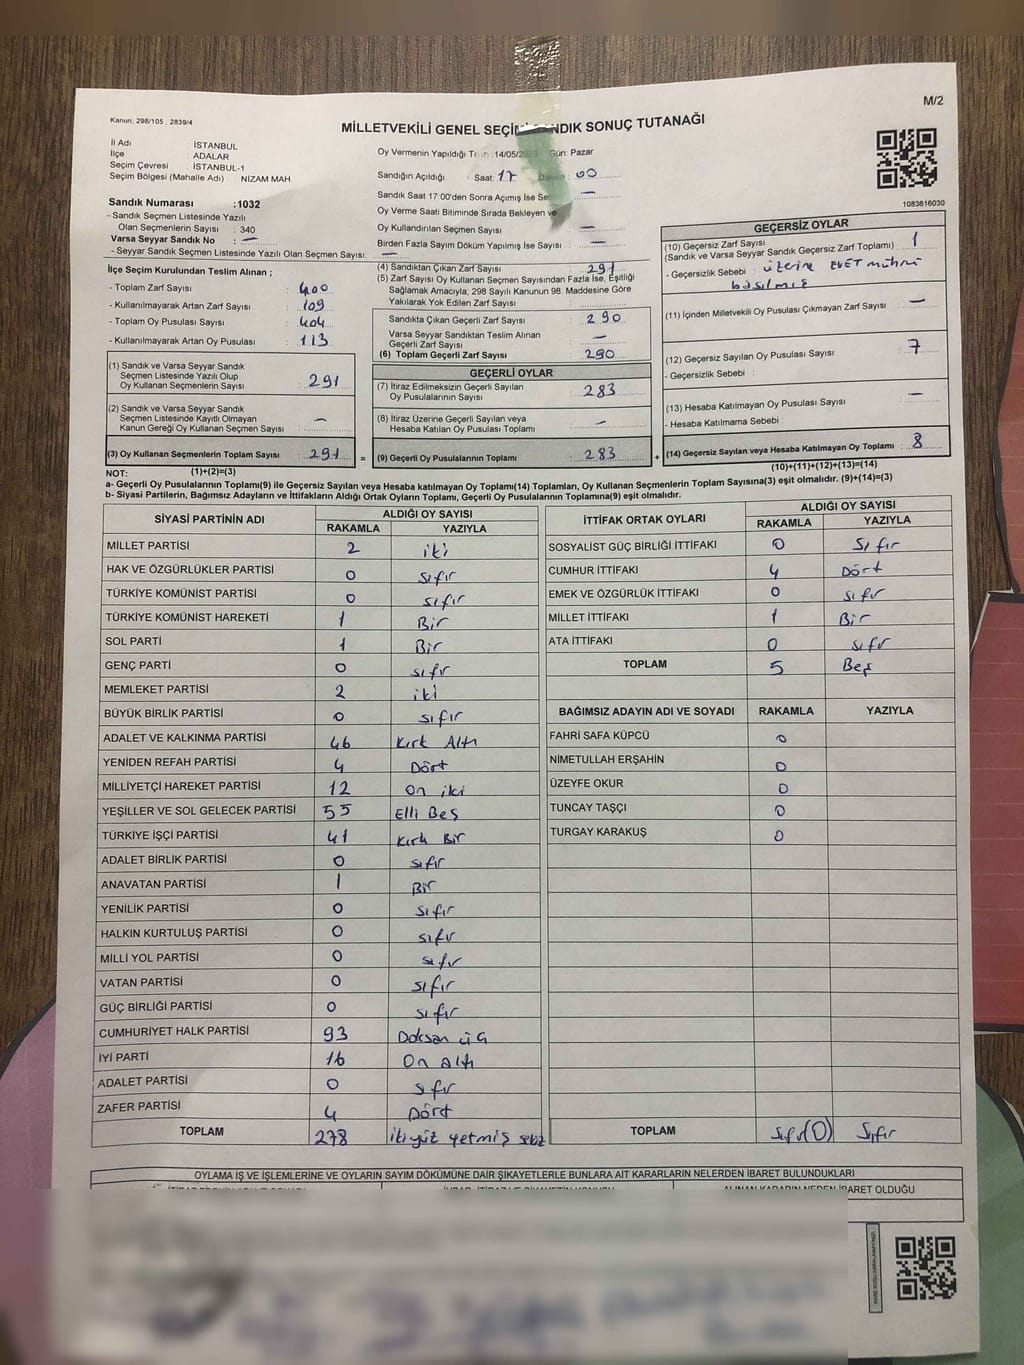 M/2
Kanun, 298/105 , 2839/4
MİLLETVEKİLİ GENEL SEÇİMİ SANDIK SONUÇ TUTANAĞI
İl Adı : İSTANBUL
İlçe : ADALAR
Seçim Çevresi : İSTANBUL-1
Seçim Bölgesi (Mahalle Adı) : NİZAM MAH
Sandık Numarası :1032
- Sandık Seçmen Listesinde Yazılı
Olan Seçmenlerin Sayısı : 340
Varsa Seyyar Sandık No : —
- Seyyar Sandık Seçmen Listesinde Yazılı Olan Seçmen Sayısı: —
Oy Vermenin Yapıldığı :14/05/ Gün: Pazar
Sandığın Açıldığı Saat: 17 00
Sandık Saat 17:00'den Sonra Açımış İse Se —
Oy Verme Saati Bitiminde Sırada Bekleyen ve
Oy Kullandırılan Seçmen Sayısı : —
Birden Fazla Sayım Döküm Yapılmış İse Sayısı : —
1083616030
İlçe Seçim Kurulundan Teslim Alınan ;
- Toplam Zarf Sayısı : 400
- Kullanılmayarak Artan Zarf Sayısı : 109
- Toplam Oy Pusulası Sayısı : 404
- Kullanılmayarak Artan Oy Pusulası : 113
(1) Sandık ve Varsa Seyyar Sandık
Seçmen Listesinde Yazılı Olup
Oy Kullanan Seçmenlerin Sayısı : 291
(2) Sandık ve Varsa Seyyar Sandık
Seçmen Listesinde Kayıtlı Olmayan
Kanun Gereği Oy Kullanan Seçmen Sayısı : —
(3) Oy Kullanan Seçmenlerin Toplam Sayısı : 291 =
(4) Sandıktan Çıkan Zarf Sayısı : 291
(5) Zarf Sayısı Oy Kullanan Seçmen Sayısından Fazla İse, Eşitliği
Sağlamak Amacıyla, 298 Sayılı Kanunun 98. Maddesine Göre
Yakılarak Yok Edilen Zarf Sayısı :
Sandıkta Çıkan Geçerli Zarf Sayısı : 290
Varsa Seyyar Sandıktan Teslim Alınan
Geçerli Zarf Sayısı : —
(6) Toplam Geçerli Zarf Sayısı : 290
GEÇERLİ OYLAR
(7) İtiraz Edilmeksizin Geçerli Sayılan
Oy Pusulalarının Sayısı : 283
(8) İtiraz Üzerine Geçerli Sayılan veya
Hesaba Katılan Oy Pusulası Toplamı : —
(9) Geçerli Oy Pusulalarının Toplamı : 283 +
GEÇERSİZ OYLAR
(10) Geçersiz Zarf Sayısı
(Sandık ve Varsa Seyyar Sandık Geçersiz Zarf Toplamı) : 1
- Geçersizlik Sebebi : üzerine EVET mührü
basılmış
(11) İçinden Milletvekili Oy Pusulası Çıkmayan Zarf Sayısı : —
(12) Geçersiz Sayılan Oy Pusulası Sayısı : 7
- Geçersizlik Sebebi :
(13) Hesaba Katılmayan Oy Pusulası Sayısı : —
- Hesaba Katılmama Sebebi :
(14) Geçersiz Sayılan veya Hesaba Katılmayan Oy Toplamı : 8
NOT: (1)+(2)=(3)
(10)+(11)+(12)+(13)=(14)
a- Geçerli Oy Pusulalarının Toplamı(9) ile Geçersiz Sayılan veya Hesaba katılmayan Oy Toplamı(14) Toplamları, Oy Kullanan Seçmenlerin Toplam Sayısına(3) eşit olmalıdır. (9)+(14)=(3)
b- Siyasi Partilerin, Bağımsız Adayların ve İttifakların Aldığı Ortak Oyların Toplamı, Geçerli Oy Pusulalarının Toplamına(9) eşit olmalıdır.
SİYASİ PARTİNİN ADI ALDIĞI OY SAYISI
RAKAMLA YAZIYLA
MİLLET PARTİSİ 2 iki
HAK VE ÖZGÜRLÜKLER PARTİSİ 0 sıfır
TÜRKİYE KOMÜNİST PARTİSİ 0 sıfır
TÜRKİYE KOMÜNİST HAREKETİ 1 Bir
SOL PARTİ 1 Bir
GENÇ PARTİ 0 sıfır
MEMLEKET PARTİSİ 2 iki
BÜYÜK BİRLİK PARTİSİ 0 sıfır
ADALET VE KALKINMA PARTİSİ 46 Kırk Altı
YENİDEN REFAH PARTİSİ 4 Dört
MİLLİYETÇİ HAREKET PARTİSİ 12 On iki
YEŞİLLER VE SOL GELECEK PARTİSİ 55 Elli Beş
TÜRKİYE İŞÇİ PARTİSİ 41 Kırk Bir
ADALET BİRLİK PARTİSİ 0 sıfır
ANAVATAN PARTİSİ 1 Bir
YENİLİK PARTİSİ 0 sıfır
HALKIN KURTULUŞ PARTİSİ 0 sıfır
MİLLİ YOL PARTİSİ 0 sıfır
VATAN PARTİSİ 0 sıfır
GÜÇ BİRLİĞİ PARTİSİ 0 sıfır
CUMHURİYET HALK PARTİSİ 93 Doksan üç
İYİ PARTİ 16 On altı
ADALET PARTİSİ 0 sıfır
ZAFER PARTİSİ 4 Dört
TOPLAM 278 ikiyüz yetmiş sekiz
İTTİFAK ORTAK OYLARI ALDIĞI OY SAYISI
RAKAMLA YAZIYLA
SOSYALİST GÜÇ BİRLİĞİ İTTİFAKI 0 Sıfır
CUMHUR İTTİFAKI 4 Dört
EMEK VE ÖZGÜRLÜK İTTİFAKI 0 sıfır
MİLLET İTTİFAKI 1 Bir
ATA İTTİFAKI 0 sıfır
TOPLAM 5 Beş
BAĞIMSIZ ADAYIN ADI VE SOYADI RAKAMLA YAZIYLA
FAHRİ SAFA KÜPCÜ 0
NİMETULLAH ERŞAHİN 0
ÜZEYFE OKUR 0
TUNCAY TAŞÇI 0
TURGAY KARAKUŞ 0
TOPLAM Sıfır(0) Sıfır
OYLAMA İŞ VE İŞLEMLERİNE VE OYLARIN SAYIM DÖKÜMÜNE DAİR ŞİKAYETLERLE BUNLARA AİT KARARLARIN NELERDEN İBARET BULUNDUKLARI
ALINAN KARARIN NEDEN İBARET OLDUĞU